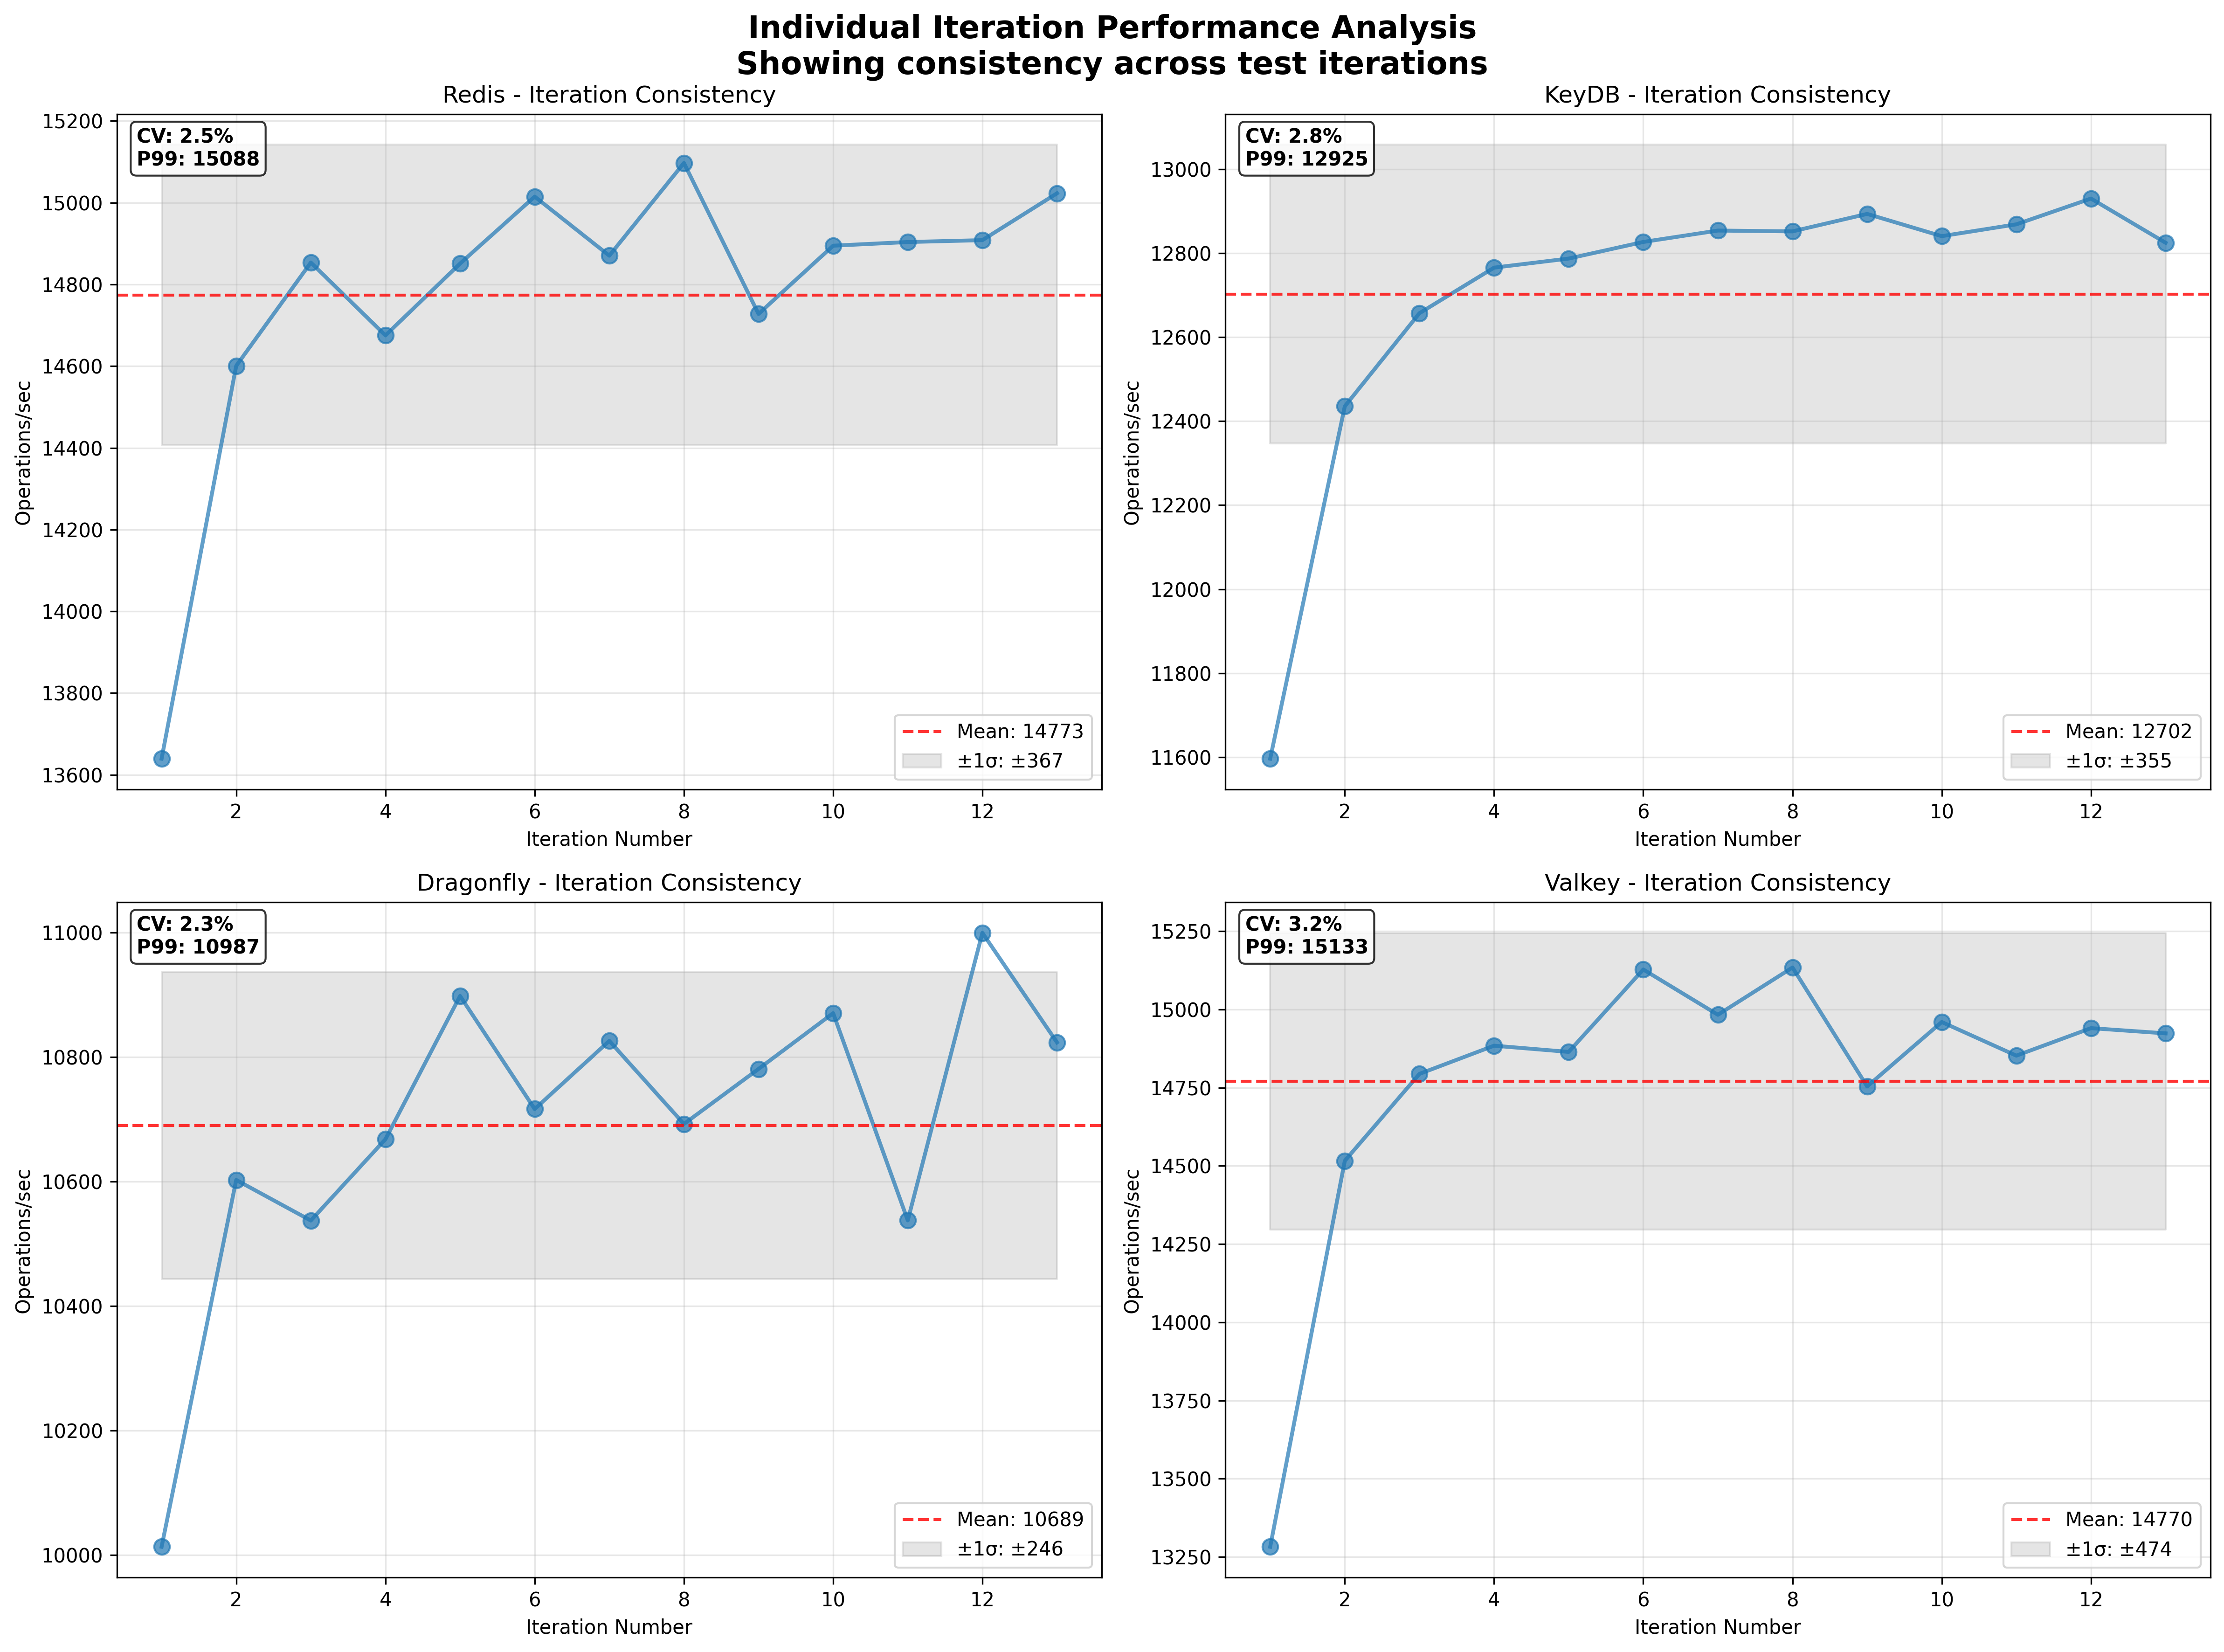 Individual Iteration Performance Analysis
Showing consistency across test iterations
Redis - Iteration Consistency
CV: 2.5%
P99: 15088
15200
15000
14800
14600
14400
14200
14000
13800
13600
Operations/sec
2
4
6
8
10
12
Iteration Number
Mean: 14773
±1σ: ±367
KeyDB - Iteration Consistency
CV: 2.8%
P99: 12925
13000
12800
12600
12400
12200
12000
11800
11600
Operations/sec
2
4
6
8
10
12
Iteration Number
Mean: 12702
±1σ: ±355
Dragonfly - Iteration Consistency
CV: 2.3%
P99: 10987
11000
10800
10600
10400
10200
10000
Operations/sec
2
4
6
8
10
12
Iteration Number
Mean: 10689
±1σ: ±246
Valkey - Iteration Consistency
CV: 3.2%
P99: 15133
15250
15000
14750
14500
14250
14000
13750
13500
13250
Operations/sec
2
4
6
8
10
12
Iteration Number
Mean: 14770
±1σ: ±474